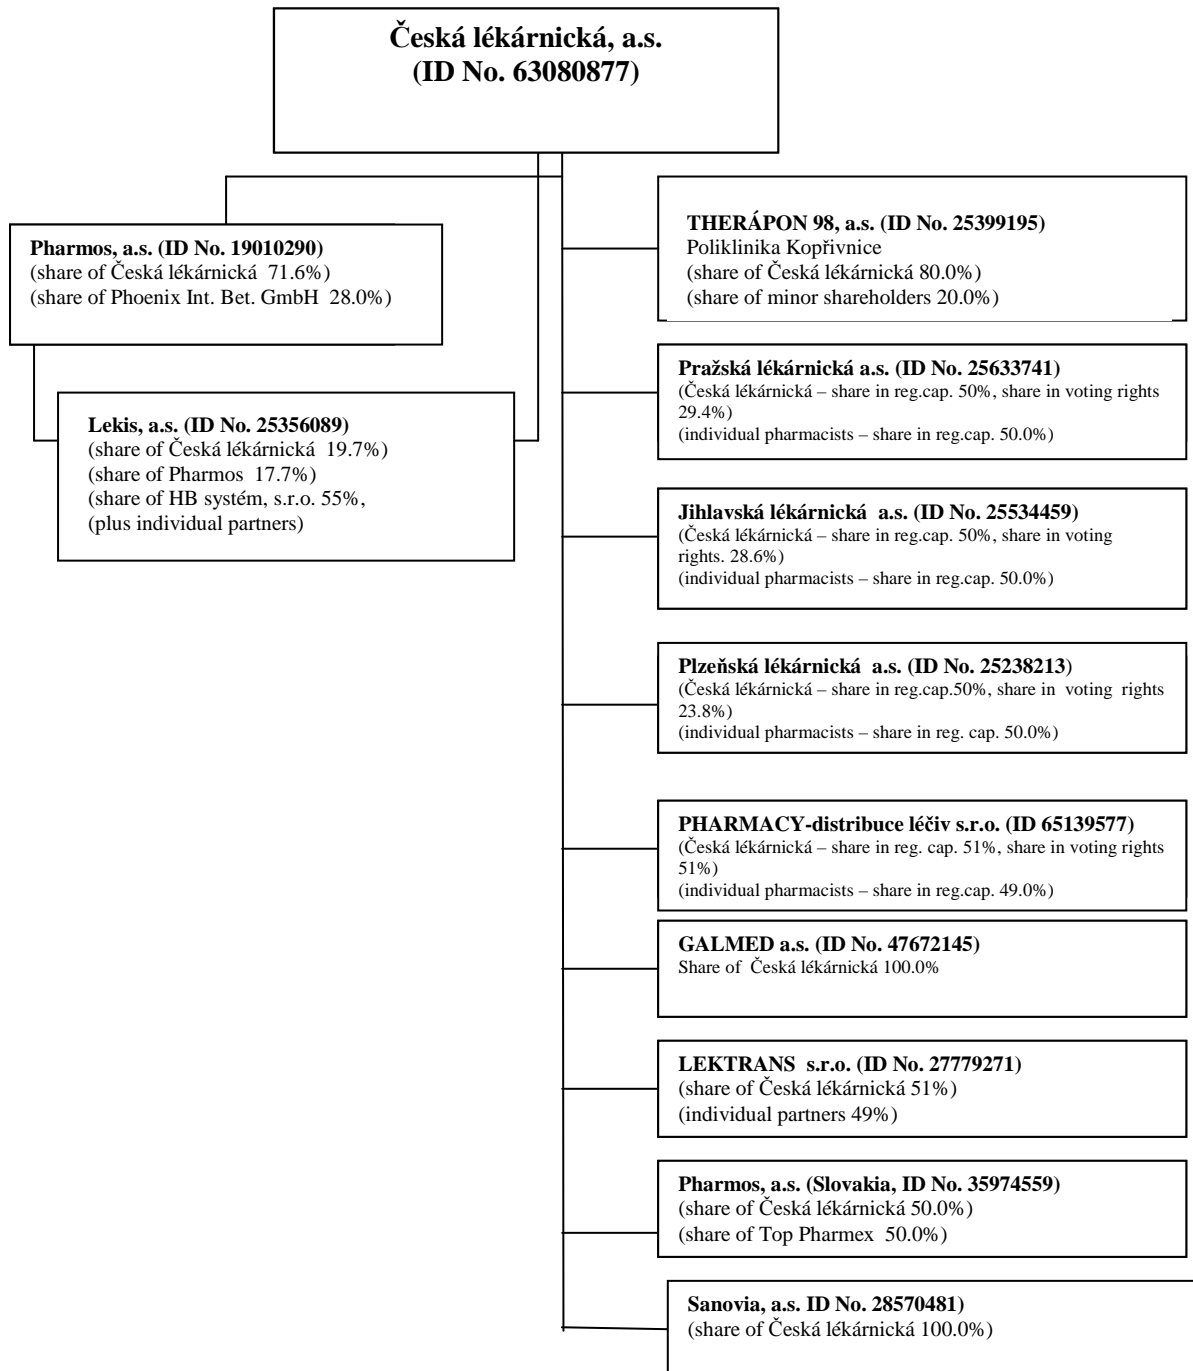 Česká lékárnická, a.s.
(ID No. 63080877)
Pharmos, a.s. (ID No. 19010290)
(share of Česká lékárnická 71.6%)
(share of Phoenix Int. Bet. GmbH 28.0%)
Lekis, a.s. (ID No. 25356089)
(share of Česká lékárnická 19.7%)
(share of Pharmos 17.7%)
(share of HB systém, s.r.o. 55%,
(plus individual partners)
THERÁPON 98, a.s. (ID No. 25399195)
Poliklinika Kopřivnice
(share of Česká lékárnická 80.0%)
(share of minor shareholders 20.0%)
Pražská lékárnická a.s. (ID No. 25633741)
(Česká lékárnická – share in reg.cap. 50%, share in voting rights
29.4%)
(individual pharmacists – share in reg.cap. 50.0%)
Jihlavská lékárnická a.s. (ID No. 25534459)
(Česká lékárnická – share in reg.cap. 50%, share in voting
rights. 28.6%)
(individual pharmacists – share in reg.cap. 50.0%)
Plzeňská lékárnická a.s. (ID No. 25238213)
(Česká lékárnická – share in reg.cap.50%, share in voting rights
23.8%)
(individual pharmacists – share in reg. cap. 50.0%)
PHARMACY-distribuce léčiv s.r.o. (ID 65139577)
(Česká lékárnická – share in reg. cap. 51%, share in voting rights
51%)
(individual pharmacists – share in reg.cap. 49.0%)
GALMED a.s. (ID No. 47672145)
Share of Česká lékárnická 100.0%
LEKTRANS s.r.o. (ID No. 27779271)
(share of Česká lékárnická 51%)
(individual partners 49%)
Pharmos, a.s. (Slovakia, ID No. 35974559)
(share of Česká lékárnická 50.0%)
(share of Top Pharmex 50.0%)
Sanovia, a.s. ID No. 28570481)
(share of Česká lékárnická 100.0%)